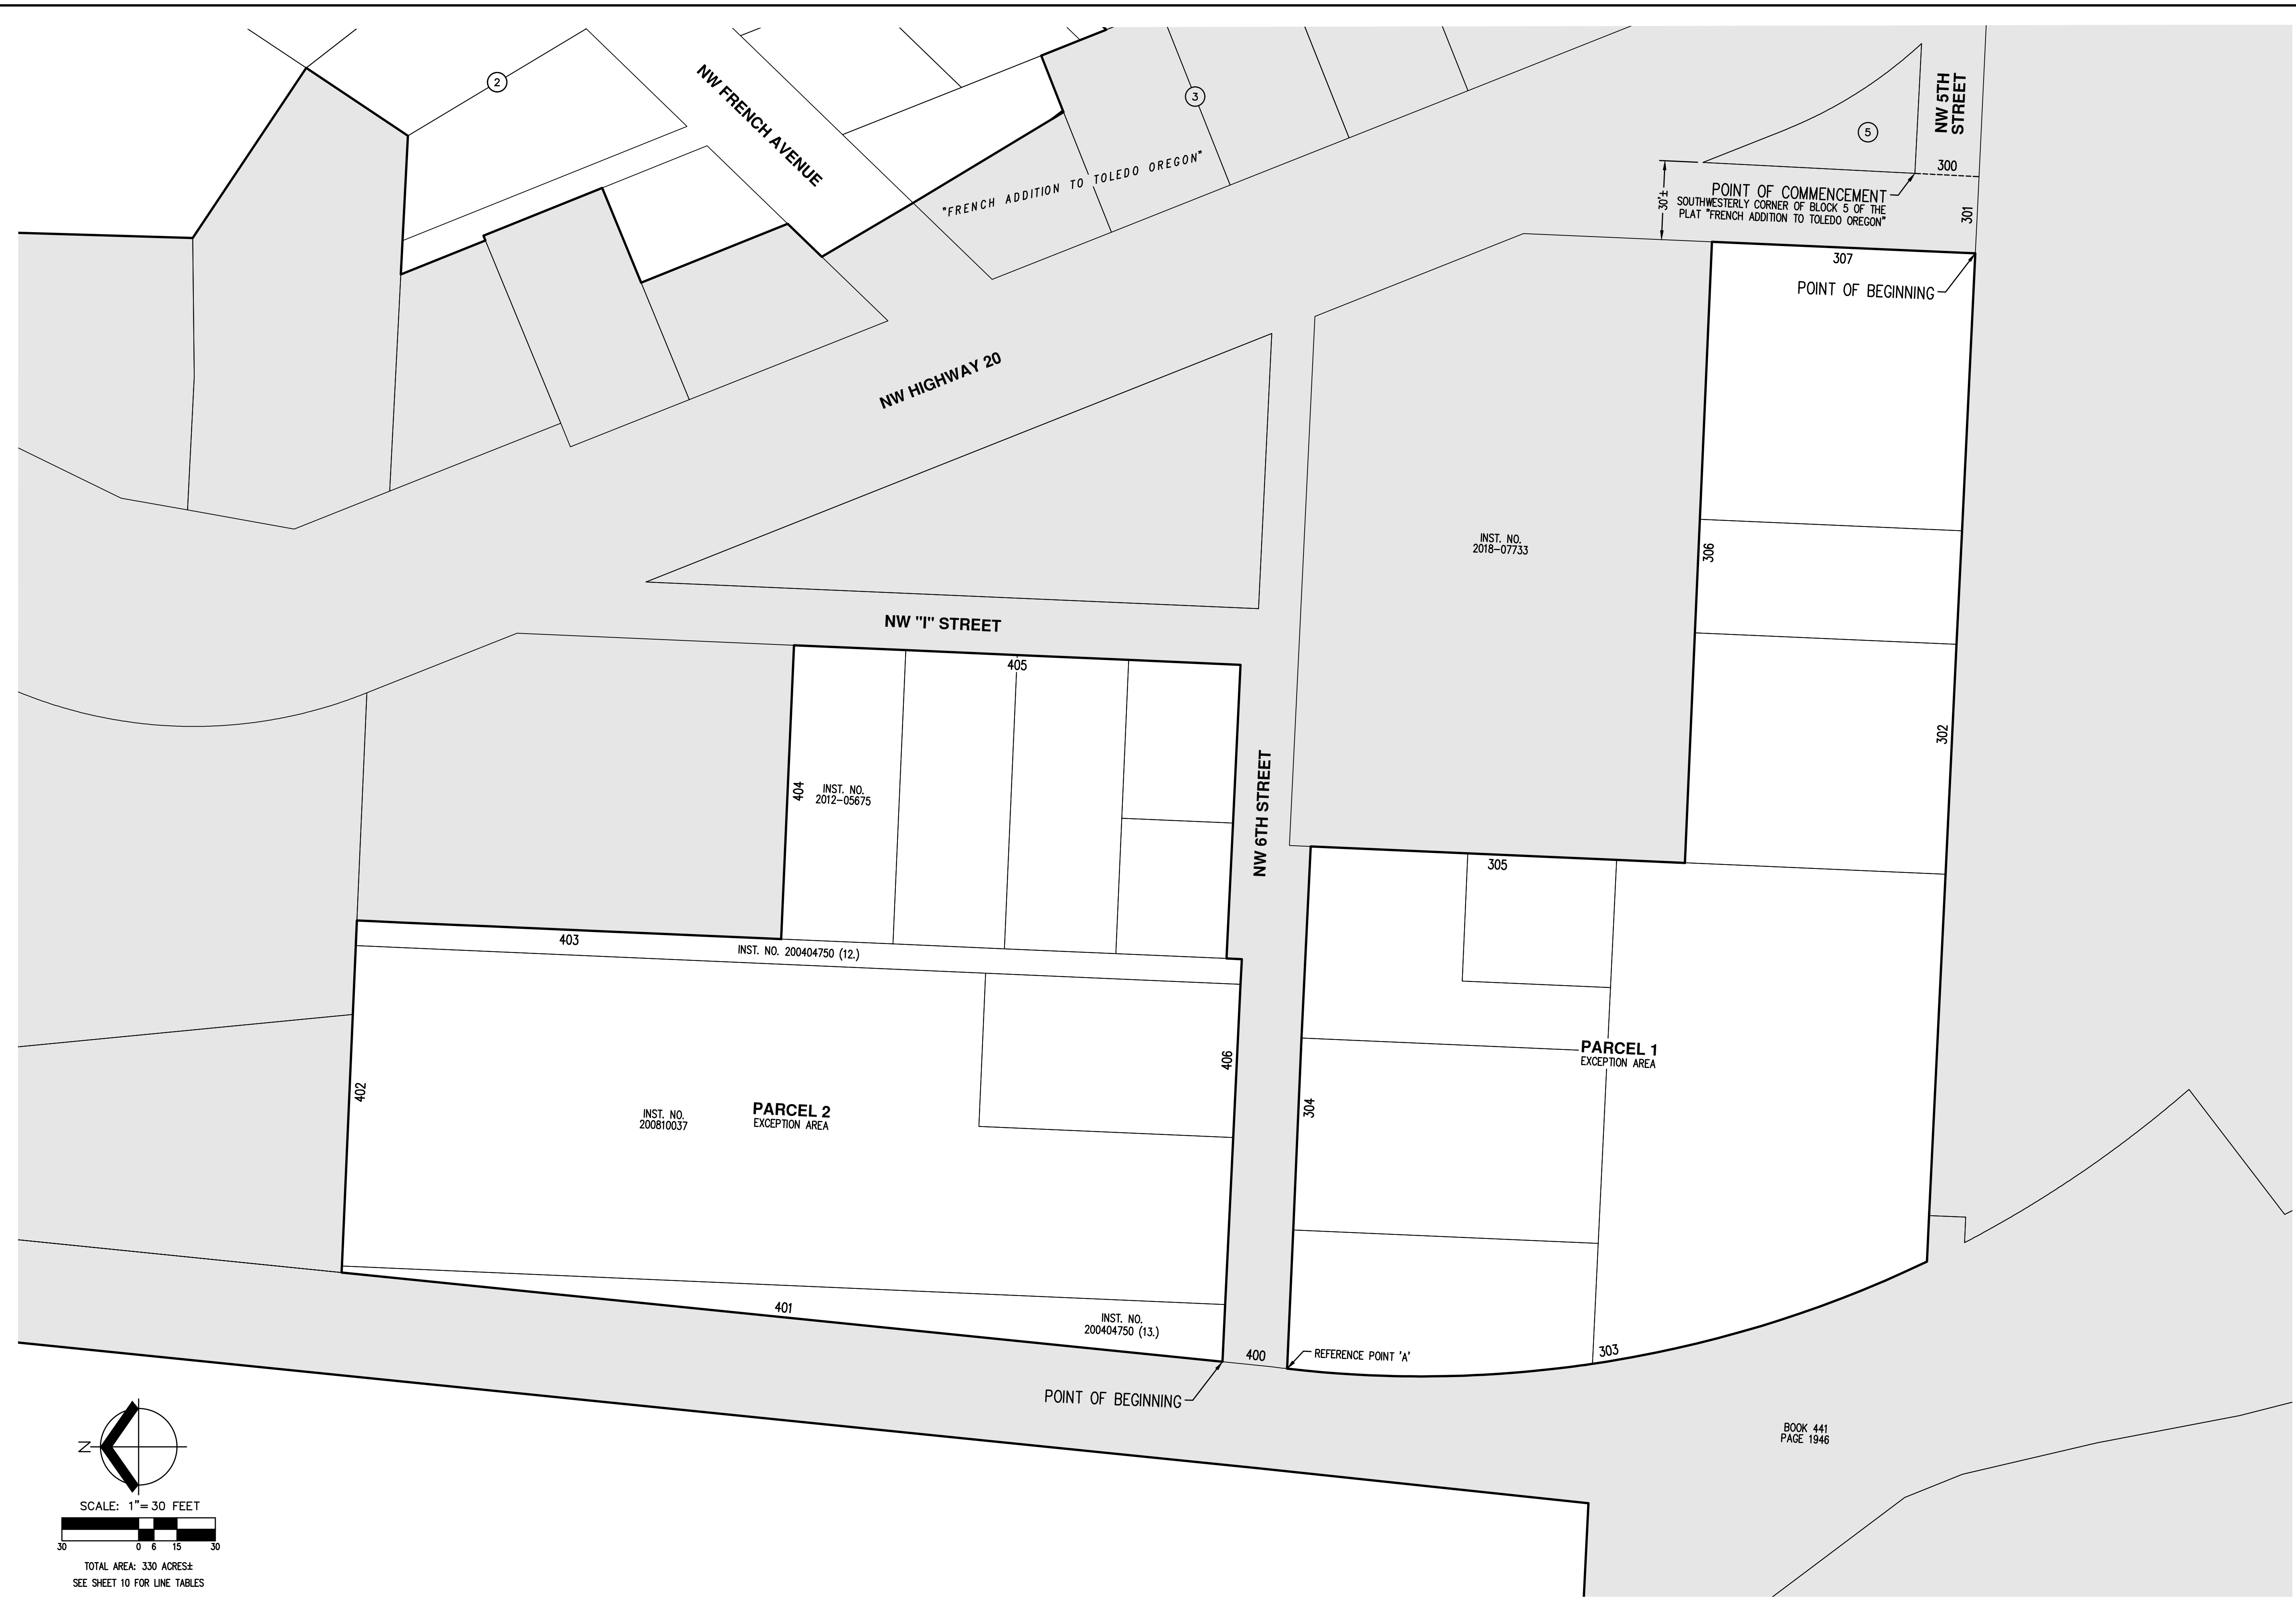 2
NW FRENCH AVENUE
3
"FRENCH ADDITION TO TOLEDO OREGON"
5
NW 5TH
STREET
300
301
30'±
POINT OF COMMENCEMENT
SOUTHWESTERLY CORNER OF BLOCK 5 OF THE
PLAT "FRENCH ADDITION TO TOLEDO OREGON"
307
POINT OF BEGINNING
NW HIGHWAY 20
INST. NO.
2018-07733
306
302
NW "I" STREET
405
404
INST. NO.
2012-05675
NW 6TH STREET
305
403
INST. NO. 200404750 (12.)
402
INST. NO.
200810037
PARCEL 2
EXCEPTION AREA
406
304
PARCEL 1
EXCEPTION AREA
401
INST. NO.
200404750 (13.)
400
REFERENCE POINT 'A'
303
POINT OF BEGINNING
BOOK 441
PAGE 1946
N
SCALE: 1"= 30 FEET
30 0 6 15 30
TOTAL AREA: 330 ACRES±
SEE SHEET 10 FOR LINE TABLES